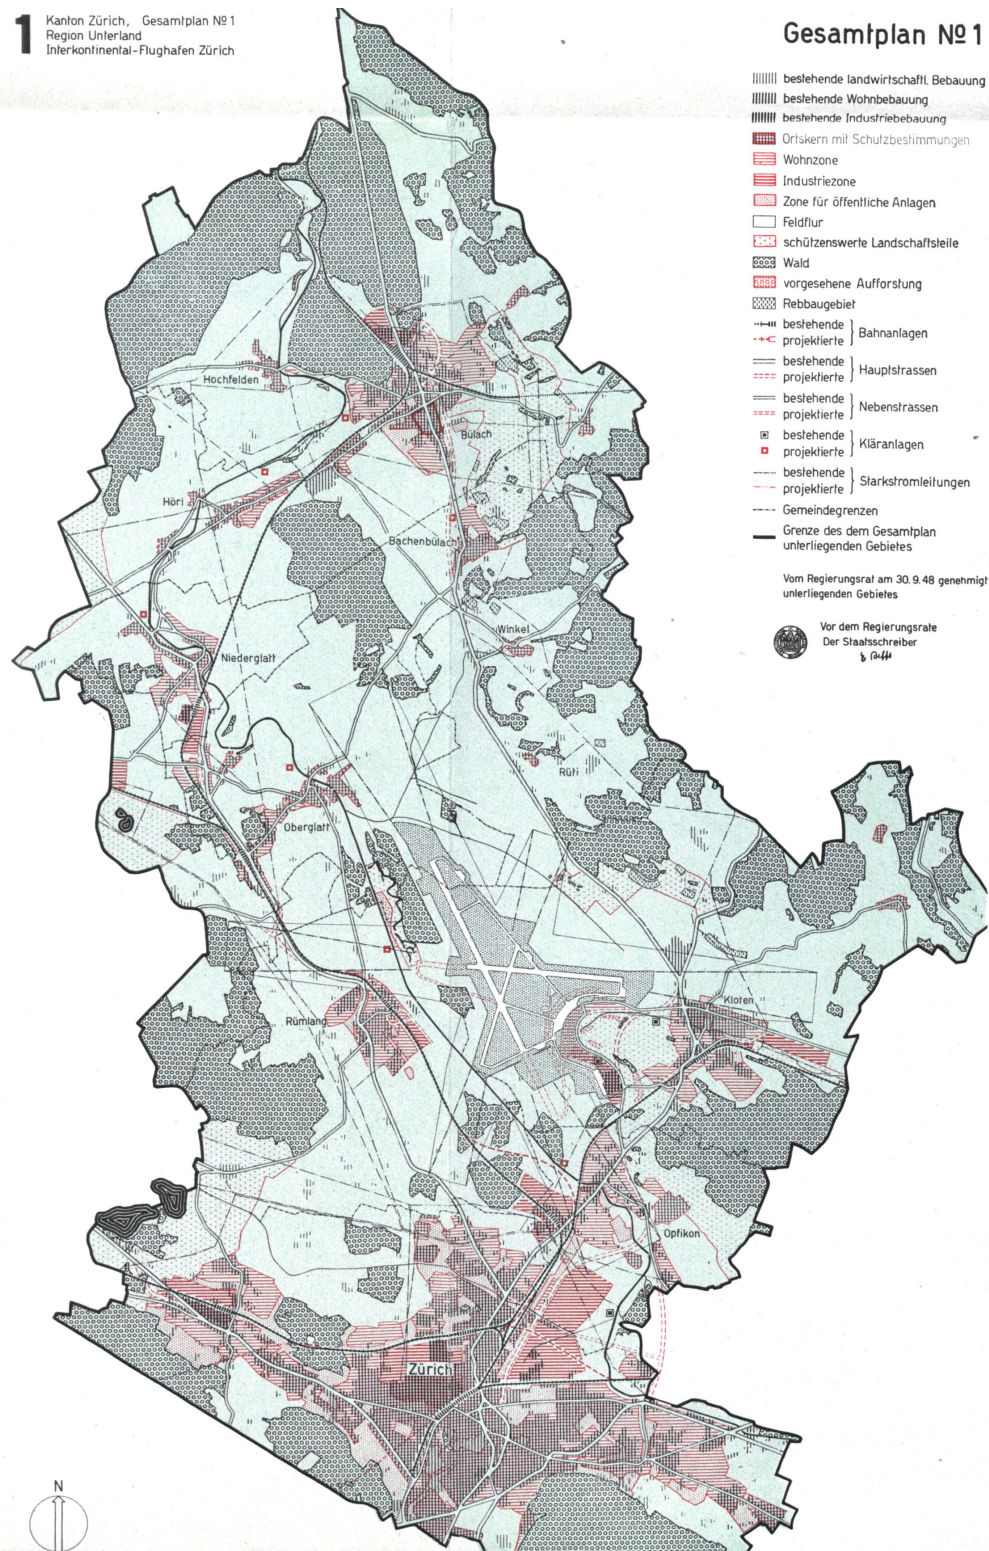 1
Kanton Zürich, Gesamtplan № 1
Region Unterland
Interkontinental-Flughafen Zürich
Gesamtplan № 1
bestehende landwirtschaftl. Bebauung
bestehende Wohnbebauung
bestehende Industriebebauung
Ortskern mit Schutzbestimmungen
Wohnzone
Industriezone
Zone für öffentliche Anlagen
Feldflur
schützenswerte Landschaftsteile
Wald
vorgesehene Aufforstung
Rebbaugebiet
bestehende
projektierte
Bahnanlagen
bestehende
projektierte
Hauptstrassen
bestehende
projektierte
Nebenstrassen
bestehende
projektierte
Kläranlagen
bestehende
projektierte
Starkstromleitungen
Gemeindegrenzen
Grenze des dem Gesamtplan
unterliegenden Gebietes
Vom Regierungsrat am 30.9.48 genehmigt
unterliegenden Gebietes
Vor dem Regierungsrate
Der Staatsschreiber
Hochfelden
Bülach
Höri
Bachenbülach
Winkel
Niederglatt
Rüti
Oberglatt
Kloten
Rümlang
Opfikon
Zürich
N